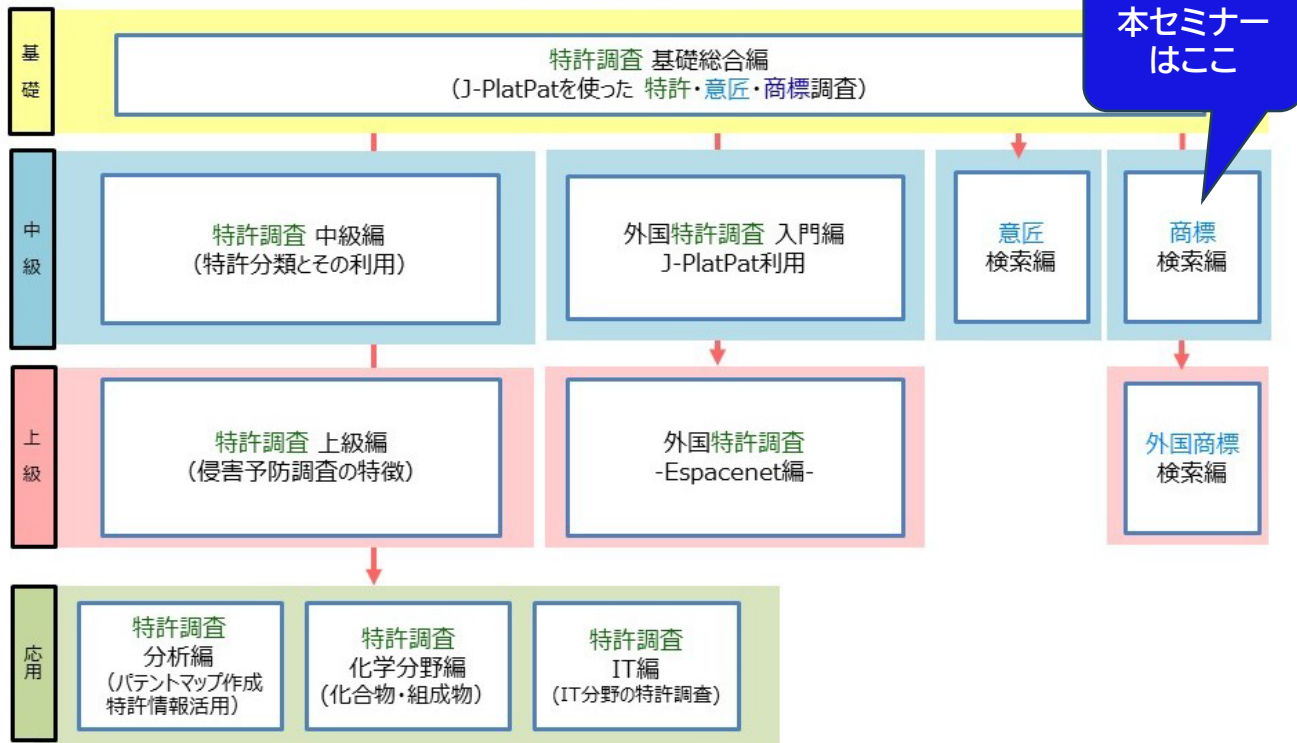 本セミナー
はここ
基礎
特許調査 基礎総合編
(J-PlatPatを使った 特許・意匠・商標調査)
中級
特許調査 中級編
(特許分類とその利用)
外国特許調査 入門編
J-PlatPat利用
意匠
検索編
商標
検索編
上級
特許調査 上級編
(侵害予防調査の特徴)
外国特許調査
-Espacenet編-
外国商標
検索編
応用
特許調査
分析編
(パテントマップ作成
特許情報活用)
特許調査
化学分野編
(化合物・組成物)
特許調査
IT編
(IT分野の特許調査)